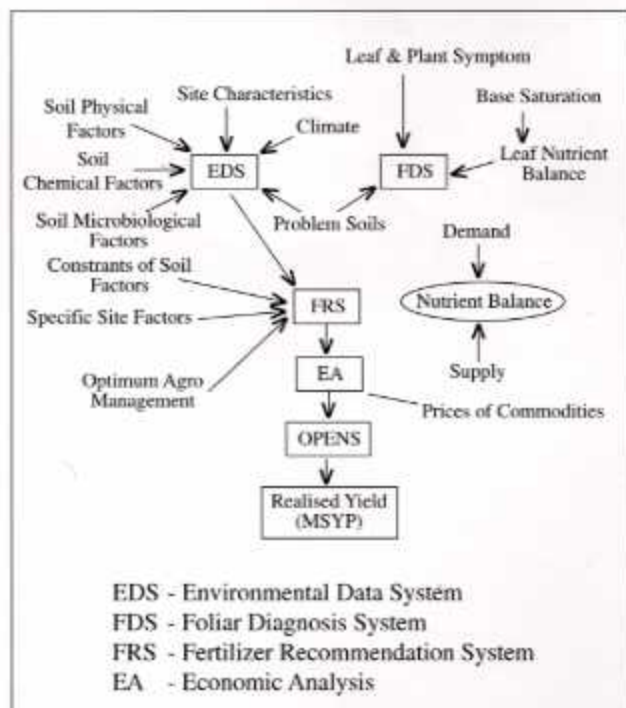 Leaf & Plant Symptom
Site Characteristics
Base Saturation
Soil Physical
Factors
Climate
Soil
Chemical Factors
EDS
FDS
Leaf Nutrient
Balance
Soil Microbiological
Factors
Problem Soils
Demand
Constrants of Soil
Factors
Specific Site Factors
FRS
Nutrient Balance
Optimum Agro
Management
EA
Supply
Prices of Commodities
OPENS
Realised Yield
(MSYP)
EDS - Environmental Data System
FDS - Foliar Diagnosis System
FRS - Fertilizer Recommendation System
EA - Economic Analysis